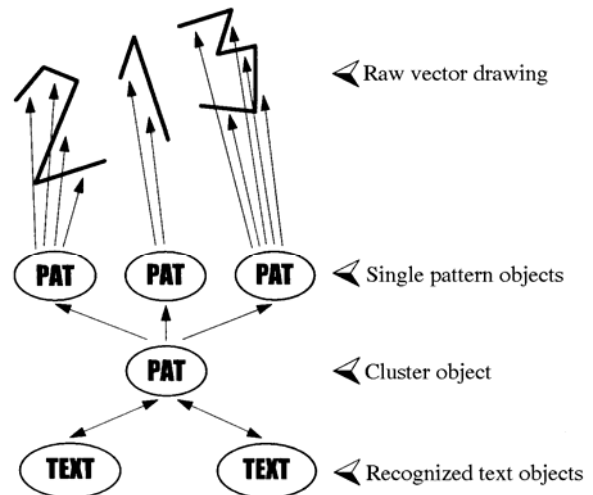 Raw vector drawing
PAT PAT PAT
Single pattern objects
PAT
Cluster object
TEXT TEXT
Recognized text objects